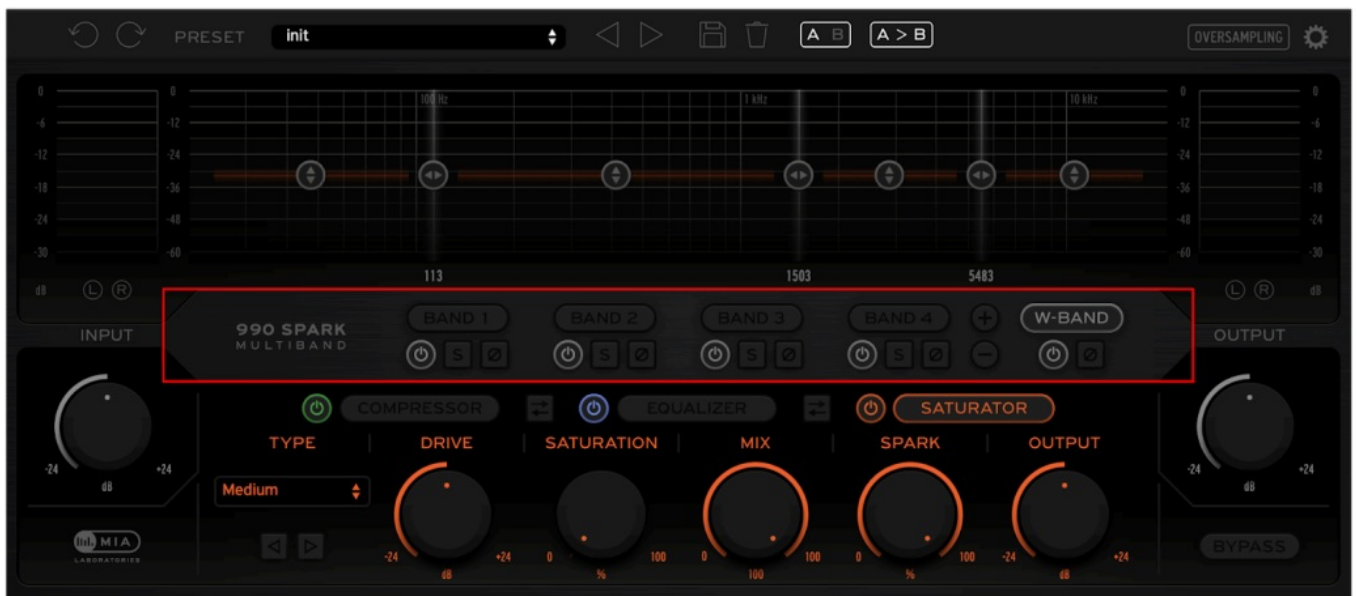 PRESET init A B A > B OVERSAMPLING
0 0 100 Hz 1 kHz 10 kHz 0 0
-6 -12 -12 -6
-12 -24 -24 -12
-18 -36 -36 -18
-24 -48 -48 -24
-30 -60 -60 -30
113 1503 5483
dB L R L R dB
INPUT 990 SPARK BAND 1 BAND 2 BAND 3 BAND 4 + W-BAND OUTPUT
MULTIBAND S Ø S Ø S Ø S Ø − Ø
COMPRESSOR EQUALIZER SATURATOR
TYPE DRIVE SATURATION MIX SPARK OUTPUT
-24 +24 -24 +24
dB Medium dB
MIA
LABORATORIES
-24 +24 0 100 0 100 0 100 -24 +24
dB % 100 % dB
BYPASS